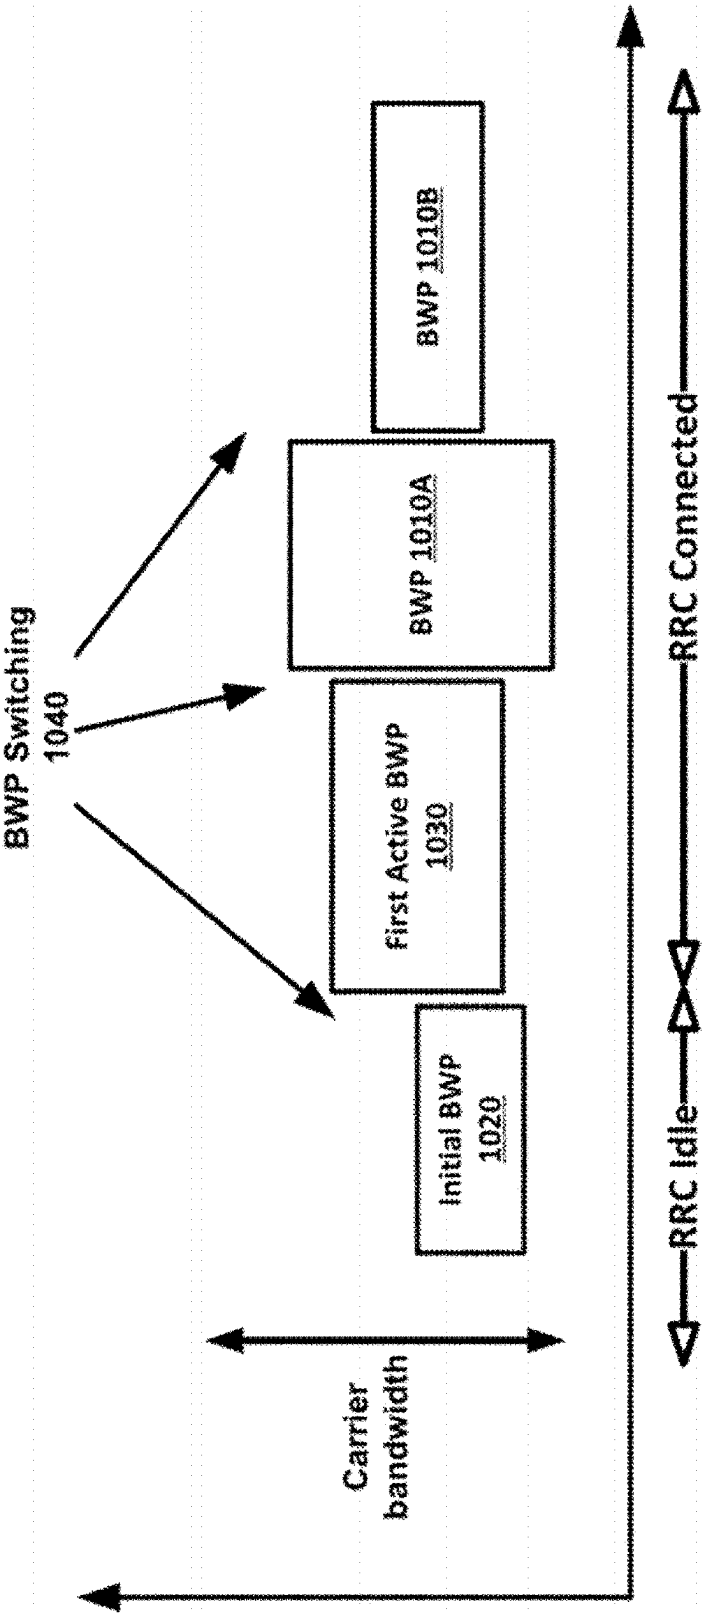 BWP Switching
1040
Carrier
bandwidth
Initial BWP
1020
First Active BWP
1030
BWP 1010A
BWP 1010B
RRC Idle
RRC Connected